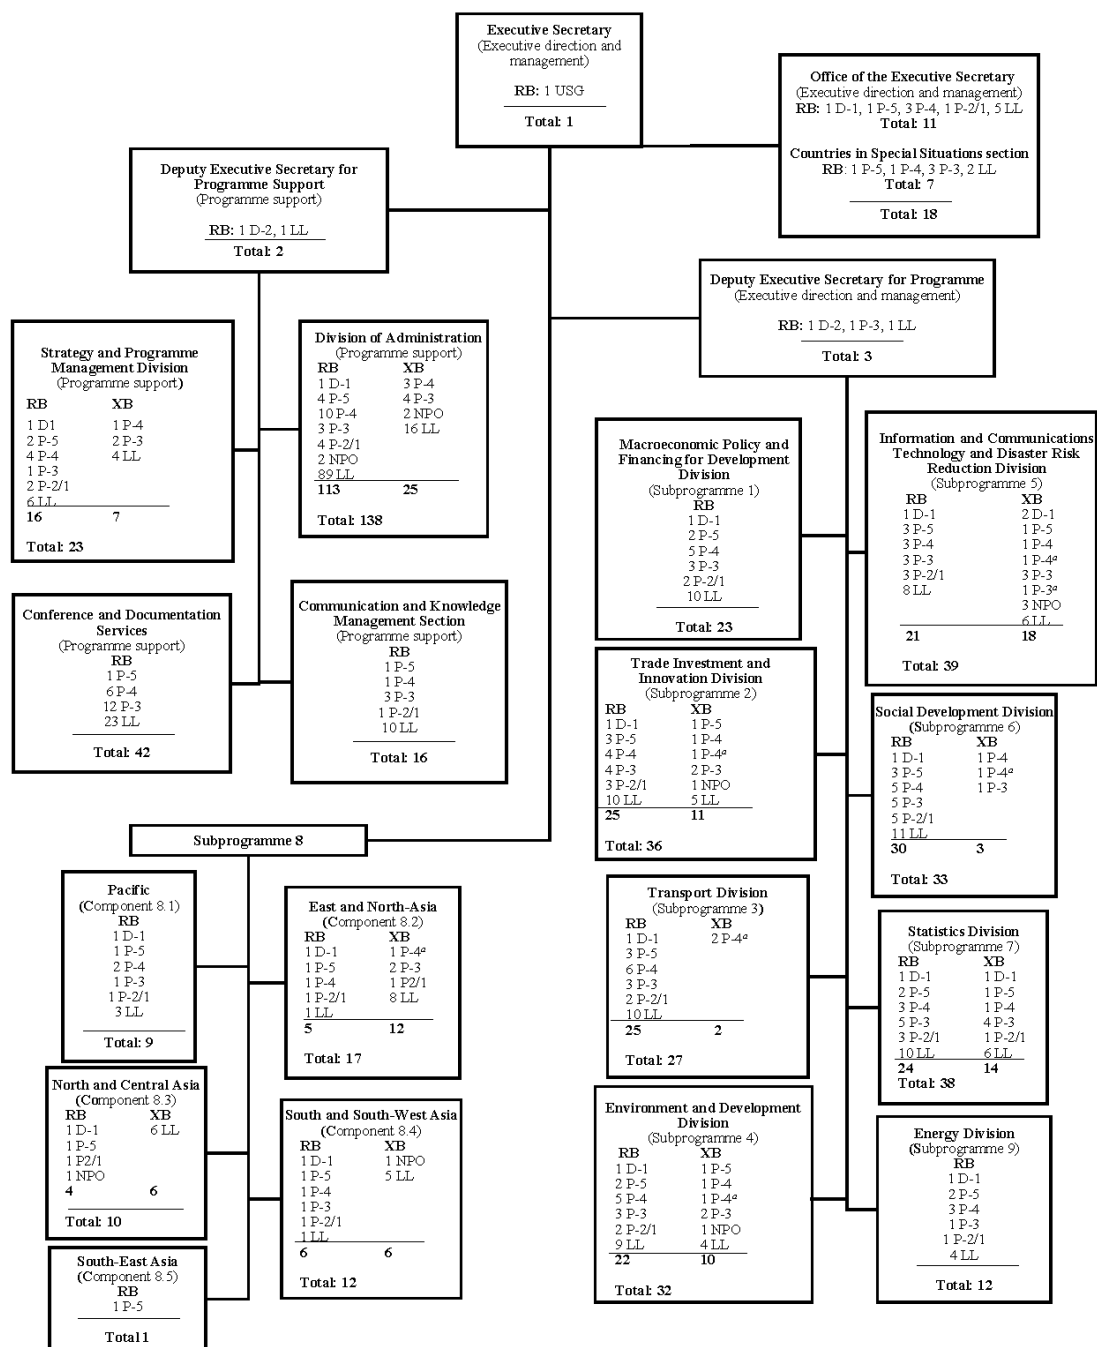 Executive Secretary
(Executive direction and
management)
RB: 1 USG
Total: 1
Office of the Executive Secretary
(Executive direction and management)
RB: 1 D-1, 1 P-5, 3 P-4, 1 P-2/1, 5 LL
Total: 11
Countries in Special Situations section
RB: 1 P-5, 1 P-4, 3 P-3, 2 LL
Total: 7
Total: 18
Deputy Executive Secretary for
Programme Support
(Programme support)
RB: 1 D-2, 1 LL
Total: 2
Deputy Executive Secretary for Programme
(Executive direction and management)
RB: 1 D-2, 1 P-3, 1 LL
Total: 3
Strategy and Programme
Management Division
(Programme support)
RB XB
1 D1 1 P-4
2 P-5 2 P-3
4 P-4 4 LL
1 P-3
2 P-2/1
6 LL
16 7
Total: 23
Division of Administration
(Programme support)
RB XB
1 D-1 3 P-4
4 P-5 4 P-3
10 P-4 2 NPO
3 P-3 16 LL
4 P-2/1
2 NPO
89 LL
113 25
Total: 138
Conference and Documentation
Services
(Programme support)
RB
1 P-5
6 P-4
12 P-3
23 LL
Total: 42
Communication and Knowledge
Management Section
(Programme support)
RB
1 P-5
1 P-4
3 P-3
1 P-2/1
10 LL
Total: 16
Macroeconomic Policy and
Financing for Development
Division
(Subprogramme 1)
RB
1 D-1
2 P-5
5 P-4
3 P-3
2 P-2/1
10 LL
Total: 23
Information and Communications
Technology and Disaster Risk
Reduction Division
(Subprogramme 5)
RB XB
1 D-1 2 D-1
3 P-5 1 P-5
3 P-4 1 P-4
3 P-3 1 P-4a
3 P-2/1 3 P-3
8 LL 1 P-3a
3 NPO
6 LL
21 18
Total: 39
Trade Investment and
Innovation Division
(Subprogramme 2)
RB XB
1 D-1 1 P-5
3 P-5 1 P-4
4 P-4 1 P-4a
4 P-3 2 P-3
3 P-2/1 1 NPO
10 LL 5 LL
25 11
Total: 36
Social Development Division
(Subprogramme 6)
RB XB
1 D-1 1 P-4
3 P-5 1 P-4a
5 P-4 1 P-3
5 P-3
5 P-2/1
11 LL
30 3
Total: 33
Transport Division
(Subprogramme 3)
RB XB
1 D-1 2 P-4a
3 P-5
6 P-4
3 P-3
2 P-2/1
10 LL
25 2
Total: 27
Statistics Division
(Subprogramme 7)
RB XB
1 D-1 1 D-1
2 P-5 1 P-5
3 P-4 1 P-4
5 P-3 4 P-3
3 P-2/1 1 P-2/1
10 LL 6 LL
24 14
Total: 38
Environment and Development
Division
(Subprogramme 4)
RB XB
1 D-1 1 P-5
2 P-5 1 P-4
5 P-4 1 P-4a
3 P-3 2 P-3
2 P-2/1 1 NPO
9 LL 4 LL
22 10
Total: 32
Energy Division
(Subprogramme 9)
RB
1 D-1
2 P-5
3 P-4
1 P-3
1 P-2/1
4 LL
Total: 12
Subprogramme 8
Pacific
(Component 8.1)
RB
1 D-1
1 P-5
2 P-4
1 P-3
1 P-2/1
3 LL
Total: 9
East and North-Asia
(Component 8.2)
RB XB
1 D-1 1 P-4a
1 P-5 2 P-3
1 P-4 1 P2/1
1 P-2/1 8 LL
1 LL
5 12
Total: 17
North and Central Asia
(Component 8.3)
RB XB
1 D-1 6 LL
1 P-5
1 P2/1
1 NPO
4 6
Total: 10
South and South-West Asia
(Component 8.4)
RB XB
1 D-1 1 NPO
1 P-5 5 LL
1 P-4
1 P-3
1 P-2/1
1 LL
6 6
Total: 12
South-East Asia
(Component 8.5)
RB
1 P-5
Total 1